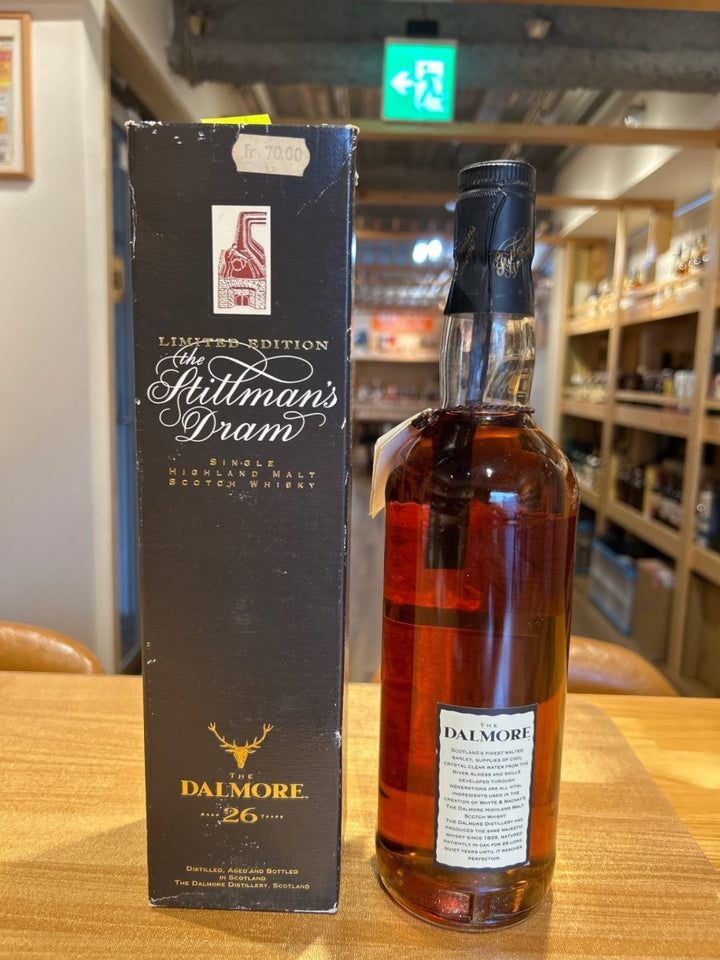 Fr. 70.00
LIMITED EDITION
the
Stillman's
Dram
SINGLE
HIGHLAND MALT
SCOTCH WHISKY
THE
DALMORE
AGED 26 YEARS
DISTILLED, AGED AND BOTTLED
IN SCOTLAND
THE DALMORE DISTILLERY, SCOTLAND
THE
DALMORE
SCOTLAND'S FINEST MALTED
BARLEY, SUPPLIES OF COOL
CRYSTAL CLEAR WATER FROM THE
RIVER ALNESS AND SKILLS
DEVELOPED THROUGH
GENERATIONS ARE ALL VITAL
INGREDIENTS USED IN THE
CREATION OF WHYTE & MACKAY'S
THE DALMORE HIGHLAND MALT
SCOTCH WHISKY.
THE DALMORE DISTILLERY HAS
PRODUCED THE SAME MAJESTIC
WHISKY SINCE 1839, MATURED
PATIENTLY IN OAK FOR 26 LONG,
QUIET YEARS UNTIL IT REACHES
PERFECTION.